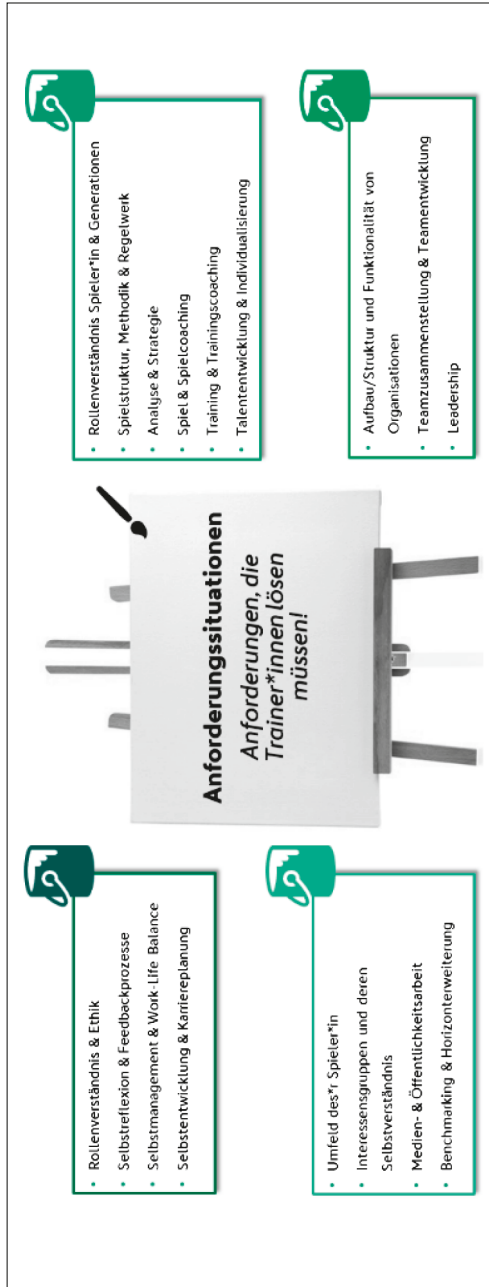 • Rollenverständnis & Ethik
• Selbstreflexion & Feedbackprozesse
• Selbstmanagement & Work-Life Balance
• Selbstentwicklung & Karriereplanung
• Rollenverständnis Spieler*in & Generationen
• Spielstruktur, Methodik & Regelwerk
• Analyse & Strategie
• Spiel & Spielcoaching
• Training & Trainingscoaching
• Talententwicklung & Individualisierung
Anforderungssituationen
Anforderungen, die
Trainer*innen lösen
müssen!
• Umfeld des*r Spieler*in
• Interessensgruppen und deren
Selbstverständnis
• Medien- & Öffentlichkeitsarbeit
• Benchmarking & Horizonterweiterung
• Aufbau/Struktur und Funktionalität von
Organisationen
• Teamzusammenstellung & Teamentwicklung
• Leadership